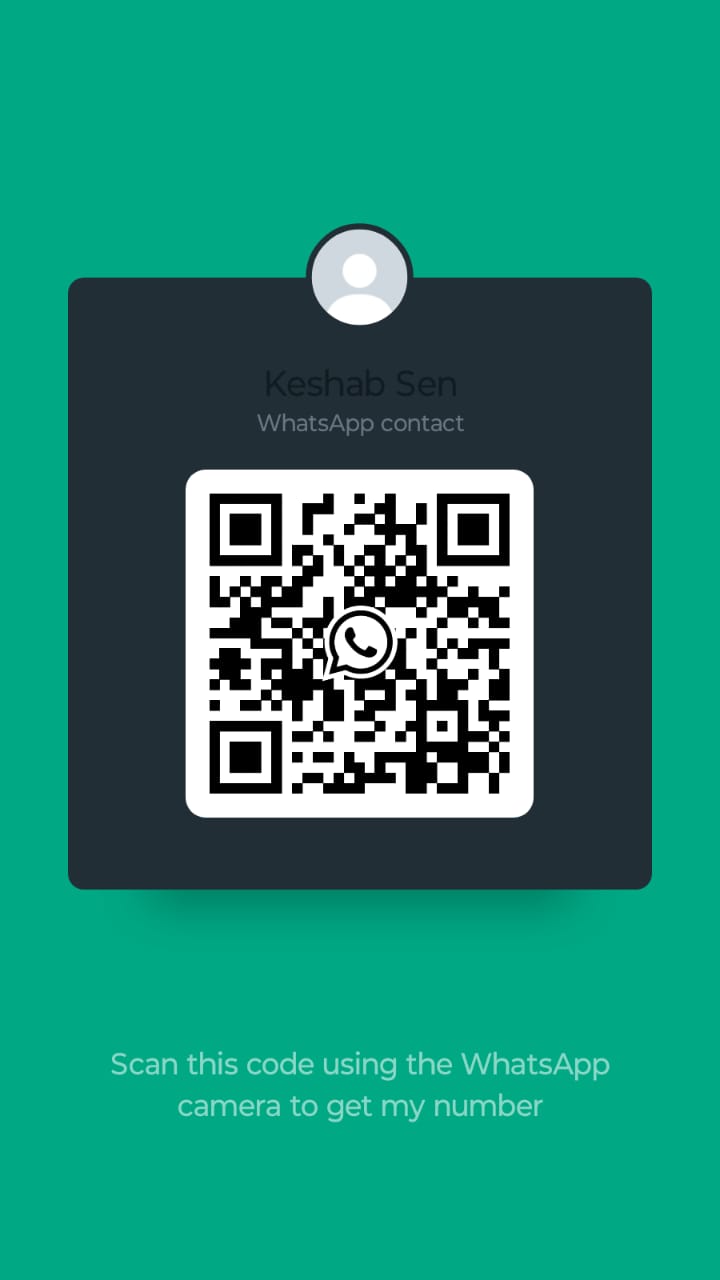 Keshab Sen
WhatsApp contact
Scan this code using the WhatsApp
camera to get my number